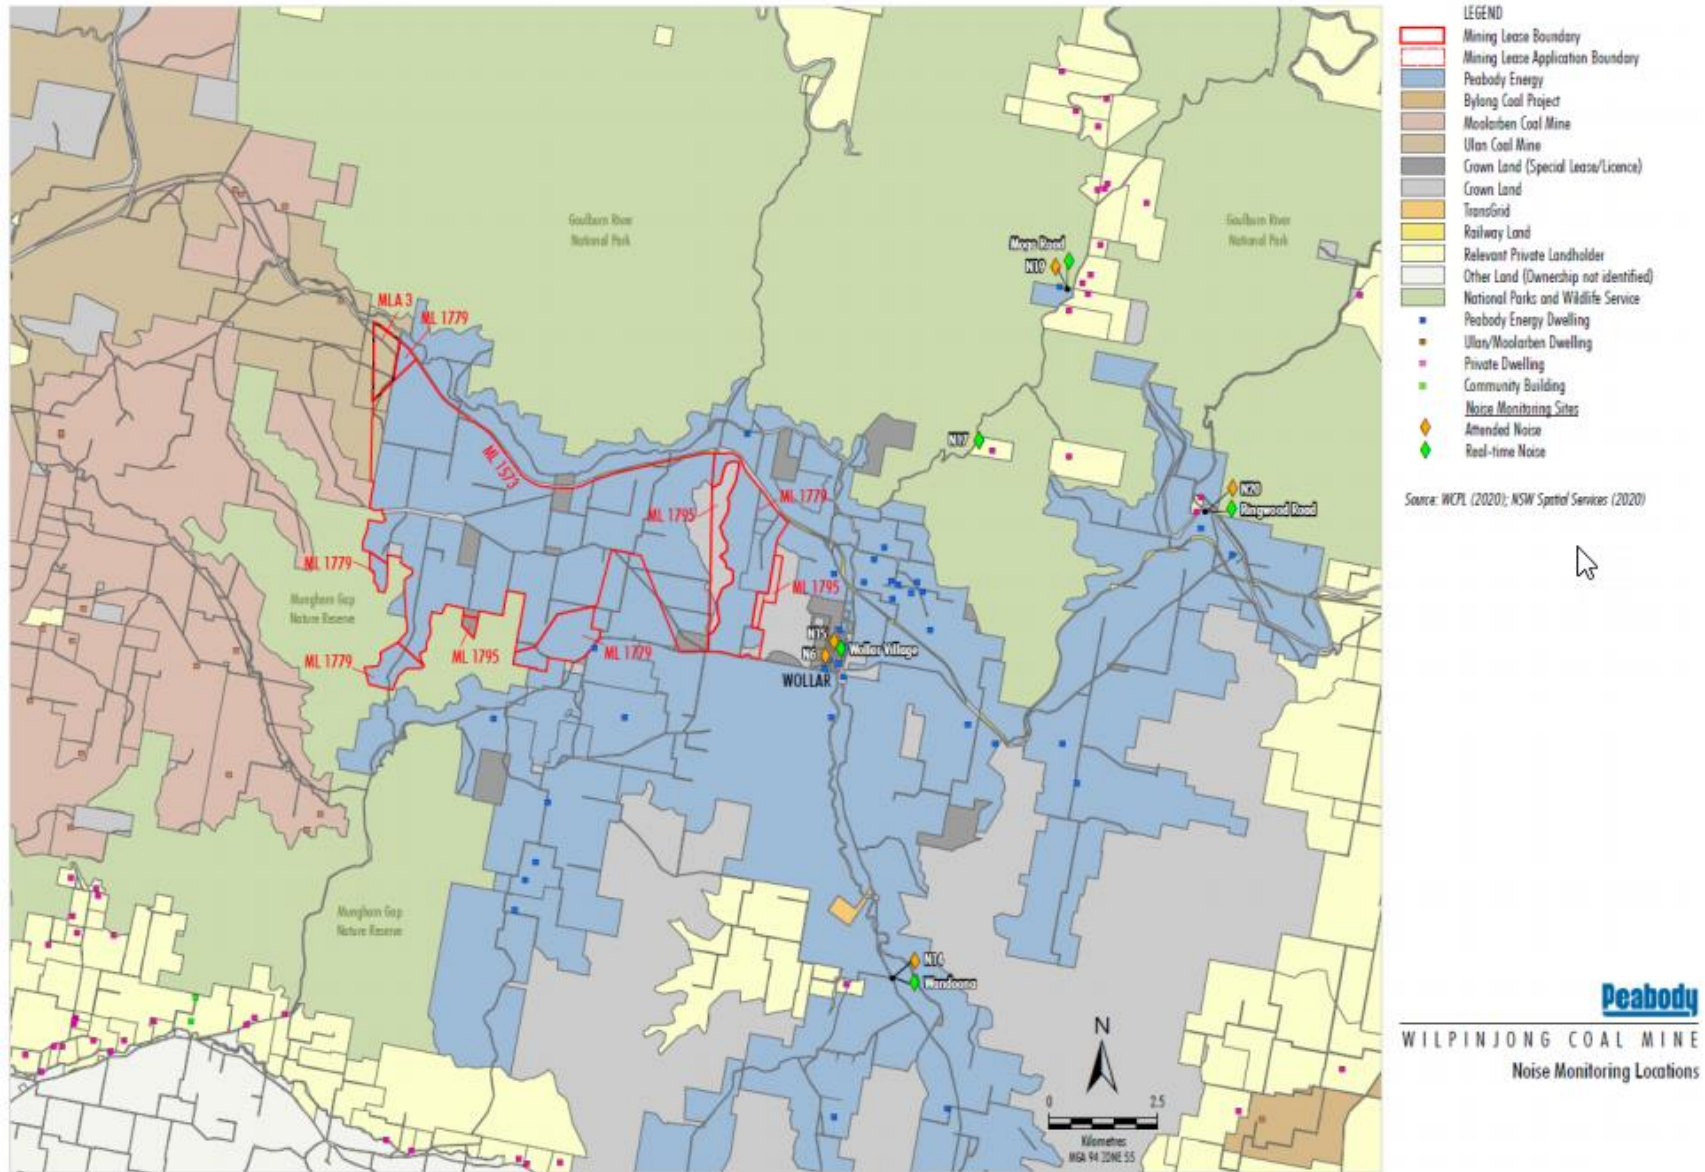 LEGEND
Mining Lease Boundary
Mining Lease Application Boundary
Peabody Energy
Bylong Coal Project
Moolarben Coal Mine
Ulan Coal Mine
Crown Land (Special Lease/Licence)
Crown Land
TransGrid
Railway Land
Relevant Private Landholder
Other Land (Ownership not identified)
National Parks and Wildlife Service
Peabody Energy Dwelling
Ulan/Moolarben Dwelling
Private Dwelling
Community Building
Noise Monitoring Sites
Attended Noise
Real-time Noise
Source: WCPL (2020); NSW Spatial Services (2020)
Goulburn River
National Park
Goulburn River
National Park
Mogo Road
N19
MLA 3
ML 1779
N17
ML 1573
ML 1779
N20
Ringwood Road
ML 1795
ML 1779
ML 1795
Munghorn Gap
Nature Reserve
N15
Wollar Village
N6
ML 1779
ML 1795
ML 1779
WOLLAR
Munghorn Gap
Nature Reserve
N14
Wandoona
N
0 2.5
Kilometres
MGA 94 ZONE 55
Peabody
WILPINJONG COAL MINE
Noise Monitoring Locations